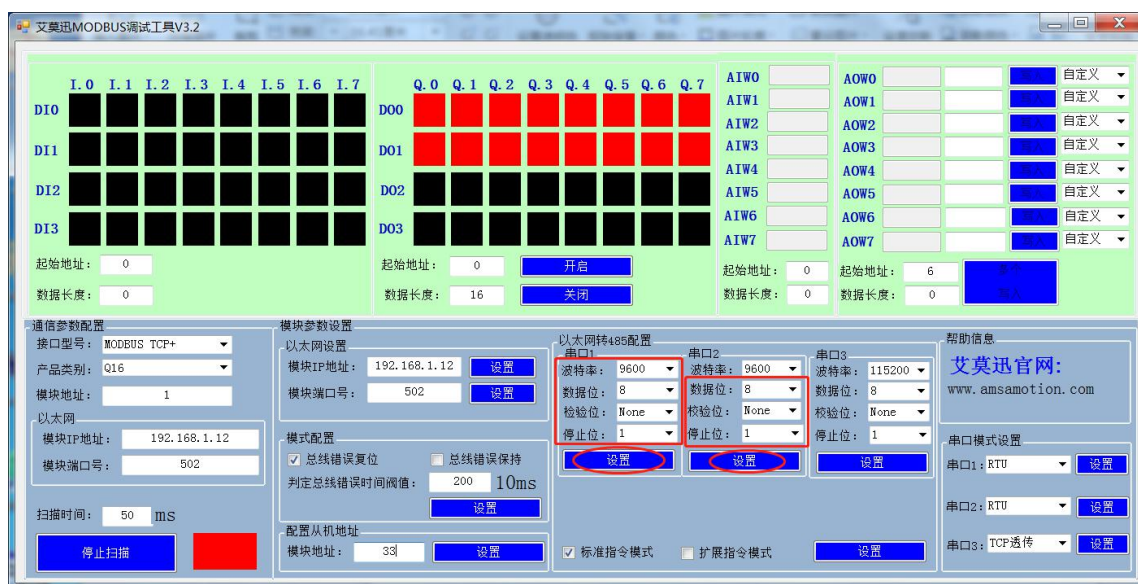 艾莫迅MODBUS调试工具V3.2
I.0 I.1 I.2 I.3 I.4 I.5 I.6 I.7
DI0
DI1
DI2
DI3
起始地址： 0
数据长度： 0
Q.0 Q.1 Q.2 Q.3 Q.4 Q.5 Q.6 Q.7
DO0
DO1
DO2
DO3
起始地址： 0 开启
数据长度： 16 关闭
AIW0
AIW1
AIW2
AIW3
AIW4
AIW5
AIW6
AIW7
起始地址： 0
数据长度： 0
AOW0 自定义
AOW1 自定义
AOW2 自定义
AOW3 自定义
AOW4 自定义
AOW5 自定义
AOW6 自定义
AOW7 自定义
起始地址： 6
数据长度： 0
通信参数配置
接口型号： MODBUS TCP+
产品类别： Q16
模块地址： 1
以太网
模块IP地址： 192.168.1.12
模块端口号： 502
扫描时间： 50 ms
停止扫描
模块参数设置
以太网设置
模块IP地址： 192.168.1.12 设置
模块端口号： 502 设置
模式配置
总线错误复位 总线错误保持
判定总线错误时间阀值： 200 10ms
设置
配置从机地址
模块地址： 33 设置
以太网转485配置
串口1
波特率： 9600
数据位： 8
检验位： None
停止位： 1
设置
串口2
波特率： 9600
数据位： 8
校验位： None
停止位： 1
设置
串口3
波特率： 115200
数据位： 8
校验位： None
停止位： 1
设置
标准指令模式 扩展指令模式 设置
帮助信息
艾莫迅官网:
www.amsamotion.com
串口模式设置
串口1: RTU 设置
串口2: RTU 设置
串口3: TCP透传 设置